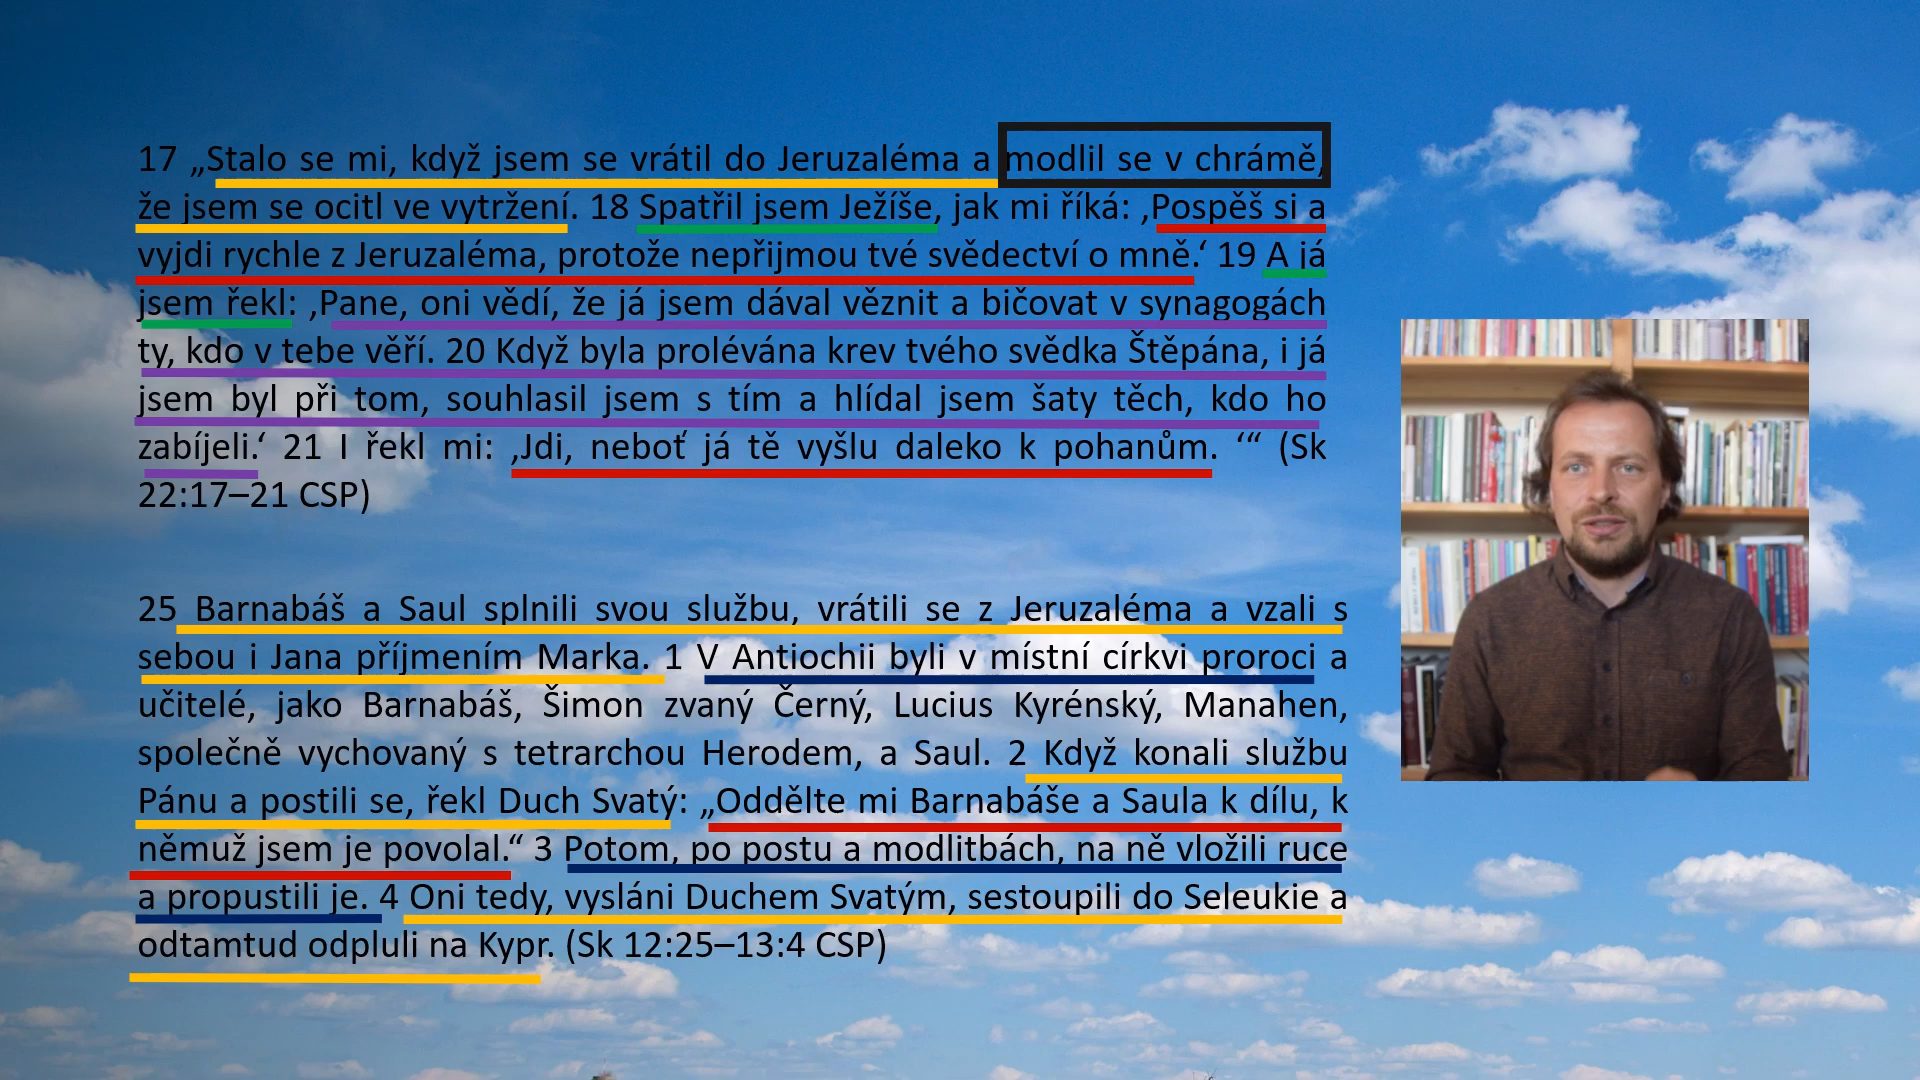 17 „Stalo se mi, když jsem se vrátil do Jeruzaléma a modlil se v chrámě,
že jsem se ocitl ve vytržení. 18 Spatřil jsem Ježíše, jak mi říká: ‚Pospěš si a
vyjdi rychle z Jeruzaléma, protože nepřijmou tvé svědectví o mně.‘ 19 A já
jsem řekl: ‚Pane, oni vědí, že já jsem dával věznit a bičovat v synagogách
ty, kdo v tebe věří. 20 Když byla prolévána krev tvého svědka Štěpána, i já
jsem byl při tom, souhlasil jsem s tím a hlídal jsem šaty těch, kdo ho
zabíjeli.‘ 21 I řekl mi: ‚Jdi, neboť já tě vyšlu daleko k pohanům. ‘“ (Sk
22:17–21 CSP)
25 Barnabáš a Saul splnili svou službu, vrátili se z Jeruzaléma a vzali s
sebou i Jana příjmením Marka. 1 V Antiochii byli v místní církvi proroci a
učitelé, jako Barnabáš, Šimon zvaný Černý, Lucius Kyrénský, Manahen,
společně vychovaný s tetrarchou Herodem, a Saul. 2 Když konali službu
Pánu a postili se, řekl Duch Svatý: „Oddělte mi Barnabáše a Saula k dílu, k
němuž jsem je povolal.“ 3 Potom, po postu a modlitbách, na ně vložili ruce
a propustili je. 4 Oni tedy, vysláni Duchem Svatým, sestoupili do Seleukie a
odtamtud odpluli na Kypr. (Sk 12:25–13:4 CSP)